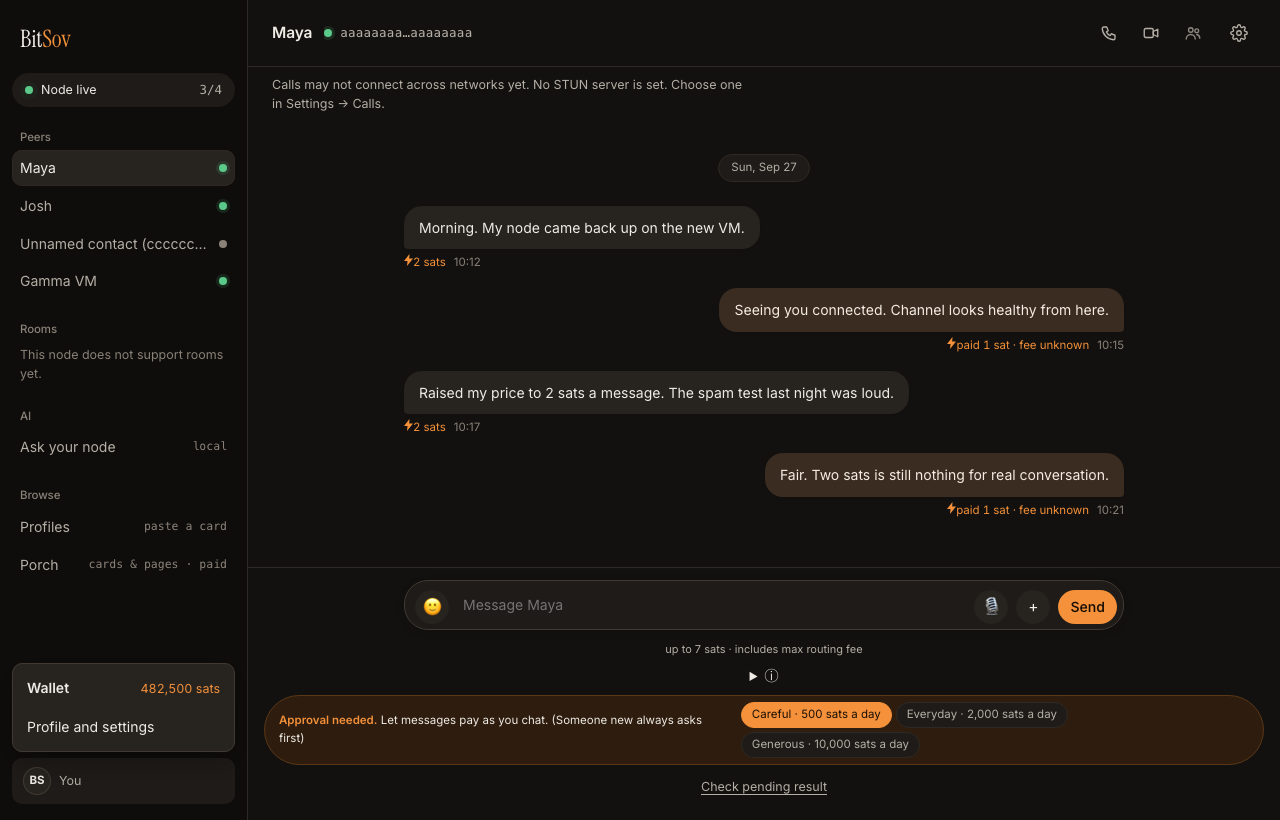 BitSov
Node live 3/4
Peers
Maya
Josh
Unnamed contact (cccccc...
Gamma VM
Rooms
This node does not support rooms
yet.
AI
Ask your node local
Browse
Profiles paste a card
Porch cards & pages · paid
Wallet 482,500 sats
Profile and settings
BS You
Maya aaaaaaaa…aaaaaaaa
Calls may not connect across networks yet. No STUN server is set. Choose one
in Settings → Calls.
Sun, Sep 27
Morning. My node came back up on the new VM.
2 sats 10:12
Seeing you connected. Channel looks healthy from here.
paid 1 sat · fee unknown 10:15
Raised my price to 2 sats a message. The spam test last night was loud.
2 sats 10:17
Fair. Two sats is still nothing for real conversation.
paid 1 sat · fee unknown 10:21
Message Maya
+
Send
up to 7 sats · includes max routing fee
▶ ⓘ
Approval needed. Let messages pay as you chat. (Someone new always asks
first)
Careful · 500 sats a day
Everyday · 2,000 sats a day
Generous · 10,000 sats a day
Check pending result